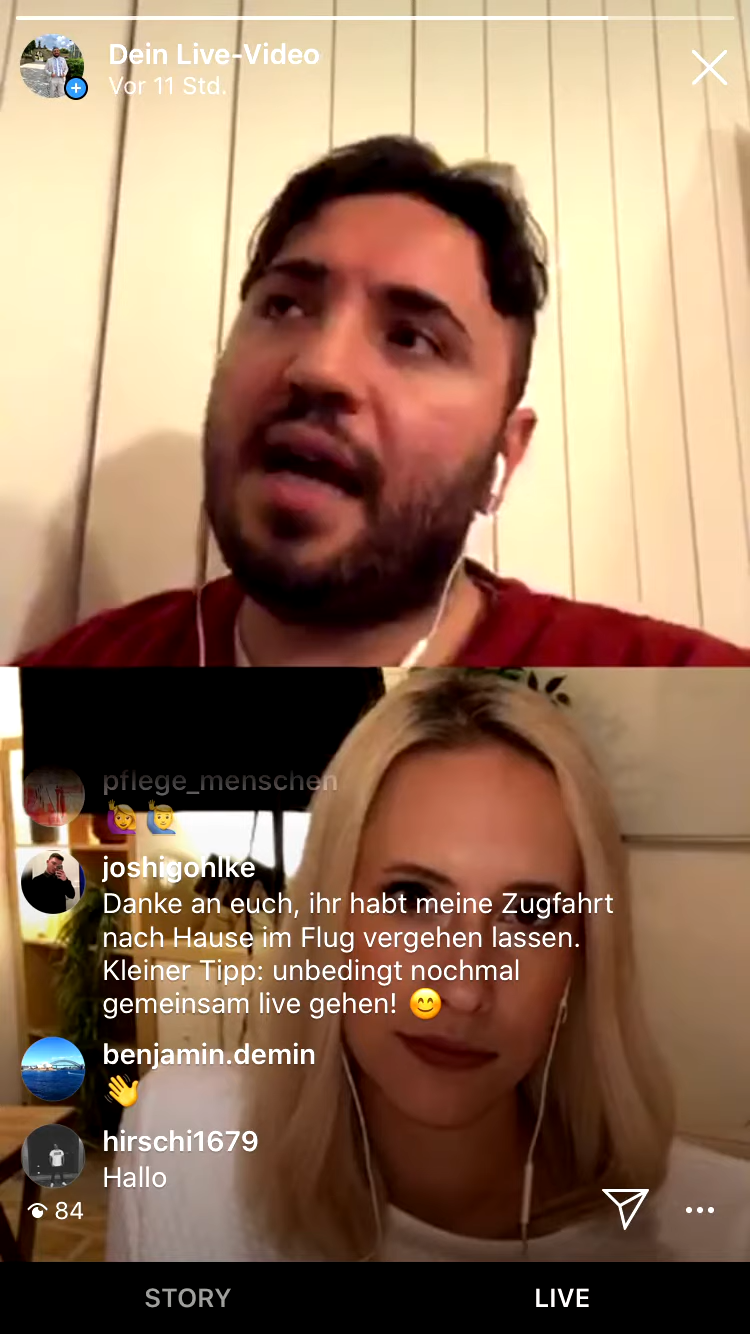 Dein Live-Video
Vor 11 Std.
pflege_menschen
🙋‍♀️🙋‍♂️
joshigohlke
Danke an euch, ihr habt meine Zugfahrt
nach Hause im Flug vergehen lassen.
Kleiner Tipp: unbedingt nochmal
gemeinsam live gehen! 😊
benjamin.demin
👋
hirschi1679
Hallo
84
STORY
LIVE